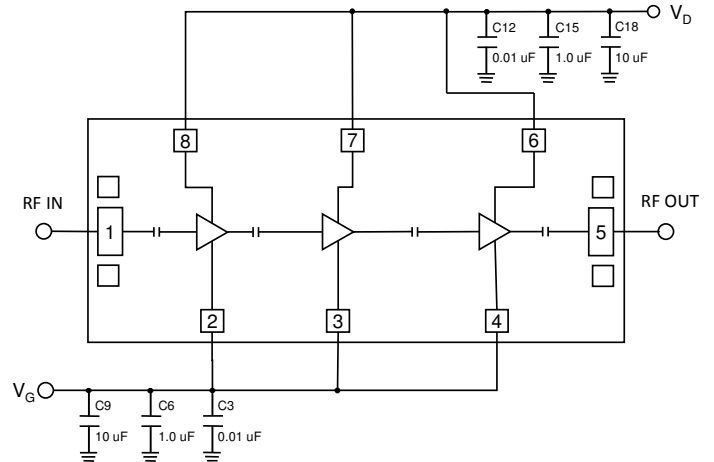 C12 C15 C18 V_D
0.01 uF 1.0 uF 10 uF
8 7 6
RF IN RF OUT
1 5
2 3 4
V_G
C9 C6 C3
10 uF 1.0 uF 0.01 uF